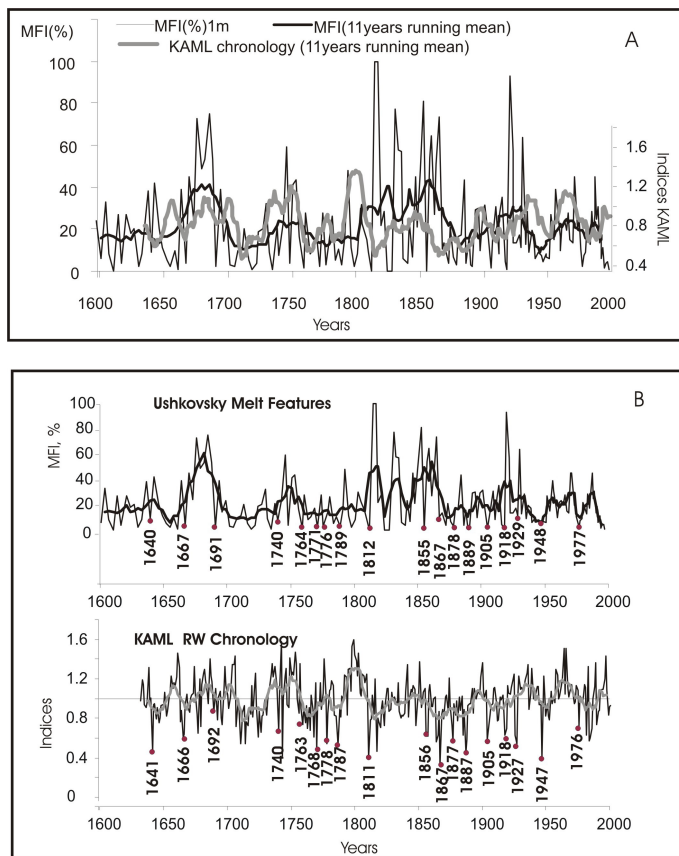 MFI(%)
MFI(%)1m
MFI(11years running mean)
KAML chronology (11years running mean)
A
100
80
60
40
20
0
1.6
1.2
0.8
0.4
Indices KAML
1600 1650 1700 1750 1800 1850 1900 1950 2000
Years
B
Ushkovsky Melt Features
MFI, %
100
80
60
40
20
0
1640 1667 1691 1740 1764 1771 1776 1789 1812 1855 1867 1878 1889 1905 1918 1929 1948 1977
1600 1650 1700 1750 1800 1850 1900 1950 2000
KAML RW Chronology
Indices
1.6
1.2
0.8
0.4
0
1641 1666 1692 1740 1763 1768 1778 1787 1811 1856 1867 1877 1887 1905 1918 1927 1947 1976
1600 1650 1700 1750 1800 1850 1900 1950 2000
Years